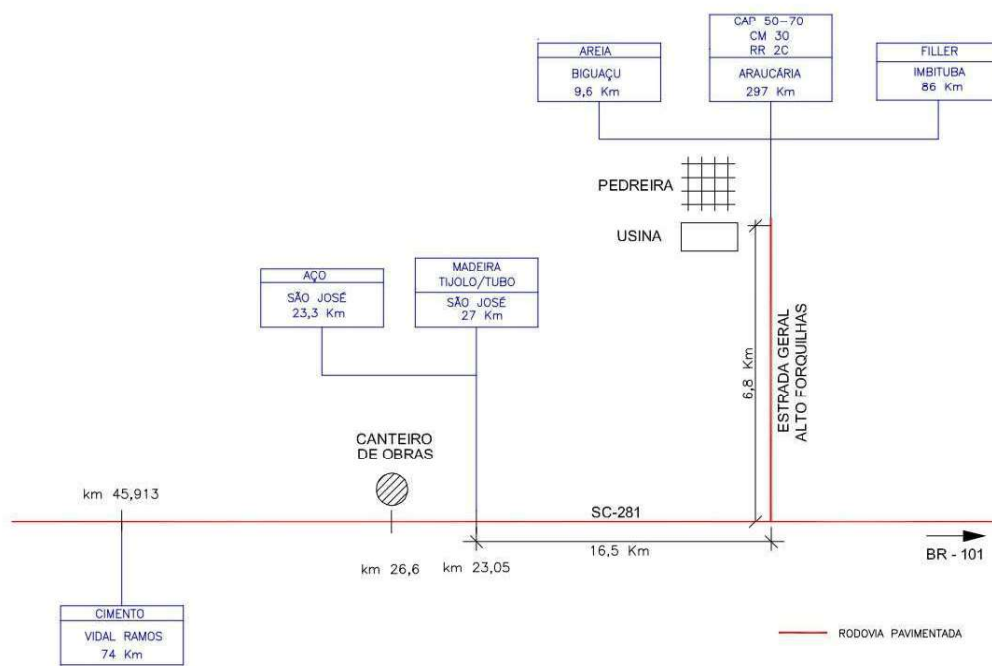 CAP 50-70
CM 30
RR 2C
ARAUCÁRIA
297 Km
AREIA
BIGUAÇU
9,6 Km
FILLER
IMBITUBA
86 Km
PEDREIRA
USINA
AÇO
SÃO JOSÉ
23,3 Km
MADEIRA
TIJOLO/TUBO
SÃO JOSÉ
27 Km
6,8 Km
ESTRADA GERAL
ALTO FORQUILHAS
CANTEIRO
DE OBRAS
km 45,913
SC-281
16,5 Km
BR - 101
km 26,6
km 23,05
CIMENTO
VIDAL RAMOS
74 Km
RODOVIA PAVIMENTADA